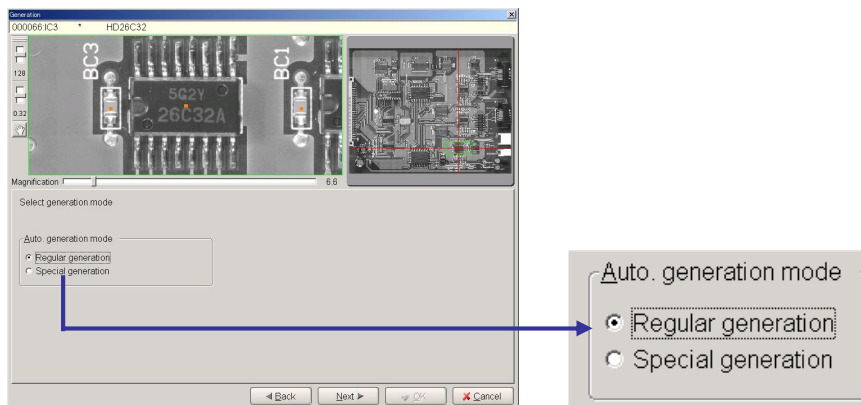 Generation
000066:IC3 * HD26C32
128
0.32
BC3
5G2Y
26C32A
BC1
Magnification 6.6
Select generation mode
Auto. generation mode
Regular generation
Special generation
Back Next OK Cancel
Auto. generation mode
Regular generation
Special generation